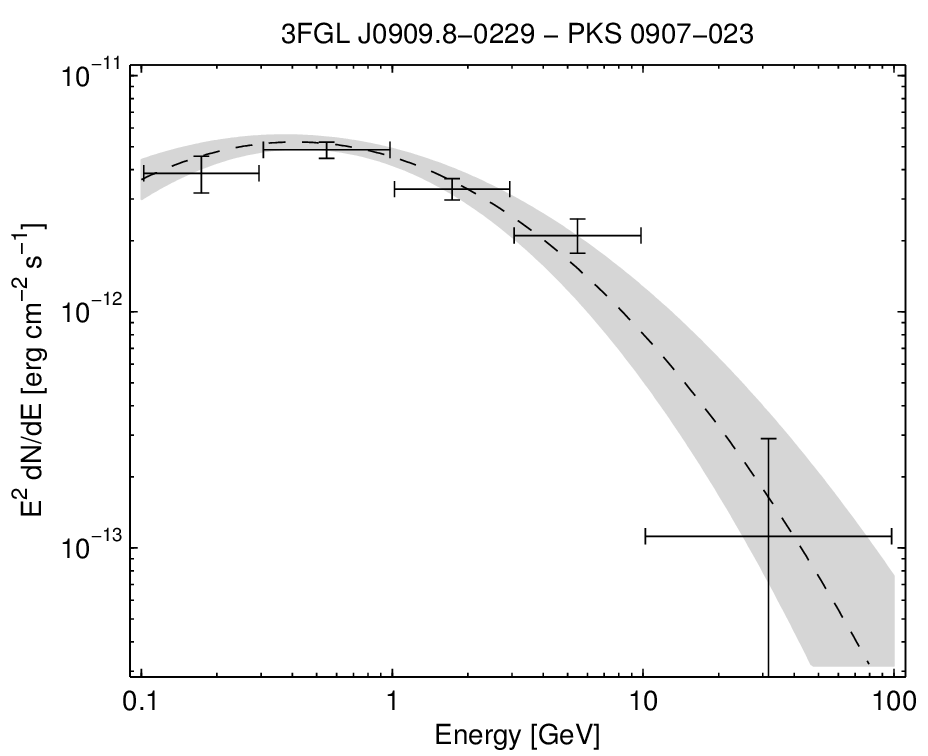 3FGL J0909.8−0229 − PKS 0907−023
E² dN/dE [erg cm⁻² s⁻¹]
10⁻¹¹
10⁻¹²
10⁻¹³
0.1 1 10 100
Energy [GeV]